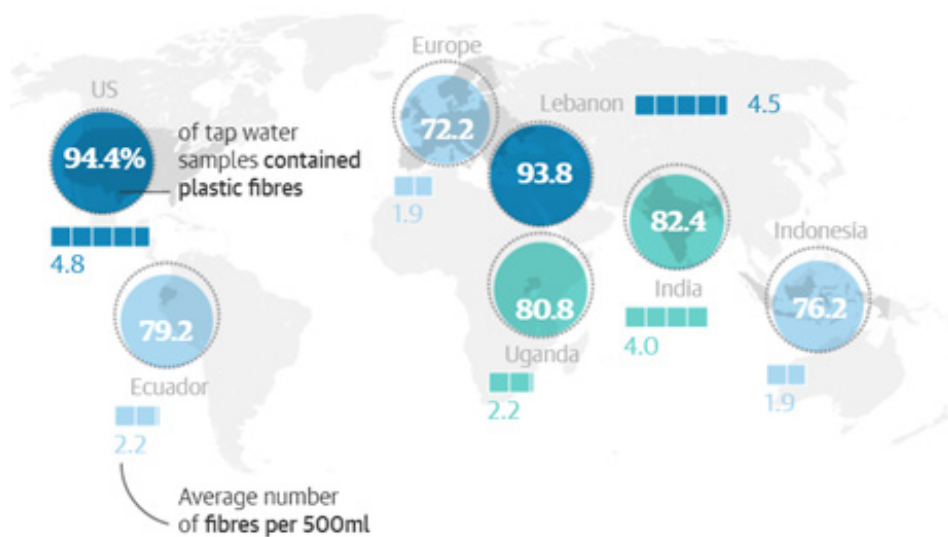 US
94.4%
of tap water
samples contained
plastic fibres
4.8
Europe
72.2
1.9
Lebanon
4.5
93.8
82.4
India
4.0
Indonesia
76.2
1.9
80.8
Uganda
2.2
79.2
Ecuador
2.2
Average number
of fibres per 500ml